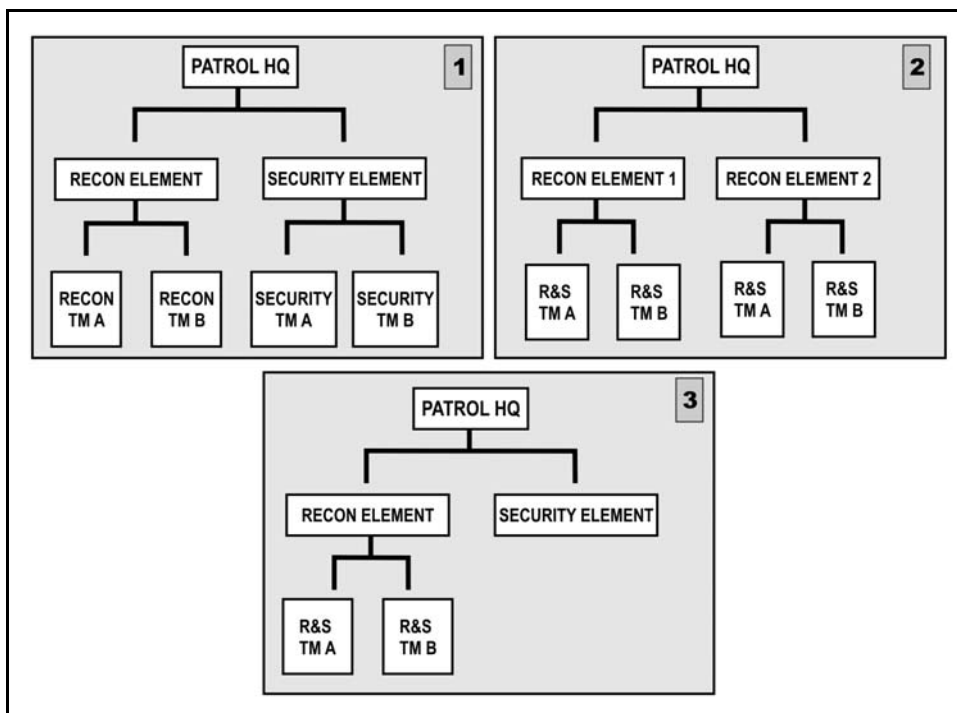 1
PATROL HQ
RECON ELEMENT
SECURITY ELEMENT
RECON
TM A
RECON
TM B
SECURITY
TM A
SECURITY
TM B
2
PATROL HQ
RECON ELEMENT 1
RECON ELEMENT 2
R&S
TM A
R&S
TM B
R&S
TM A
R&S
TM B
3
PATROL HQ
RECON ELEMENT
SECURITY ELEMENT
R&S
TM A
R&S
TM B